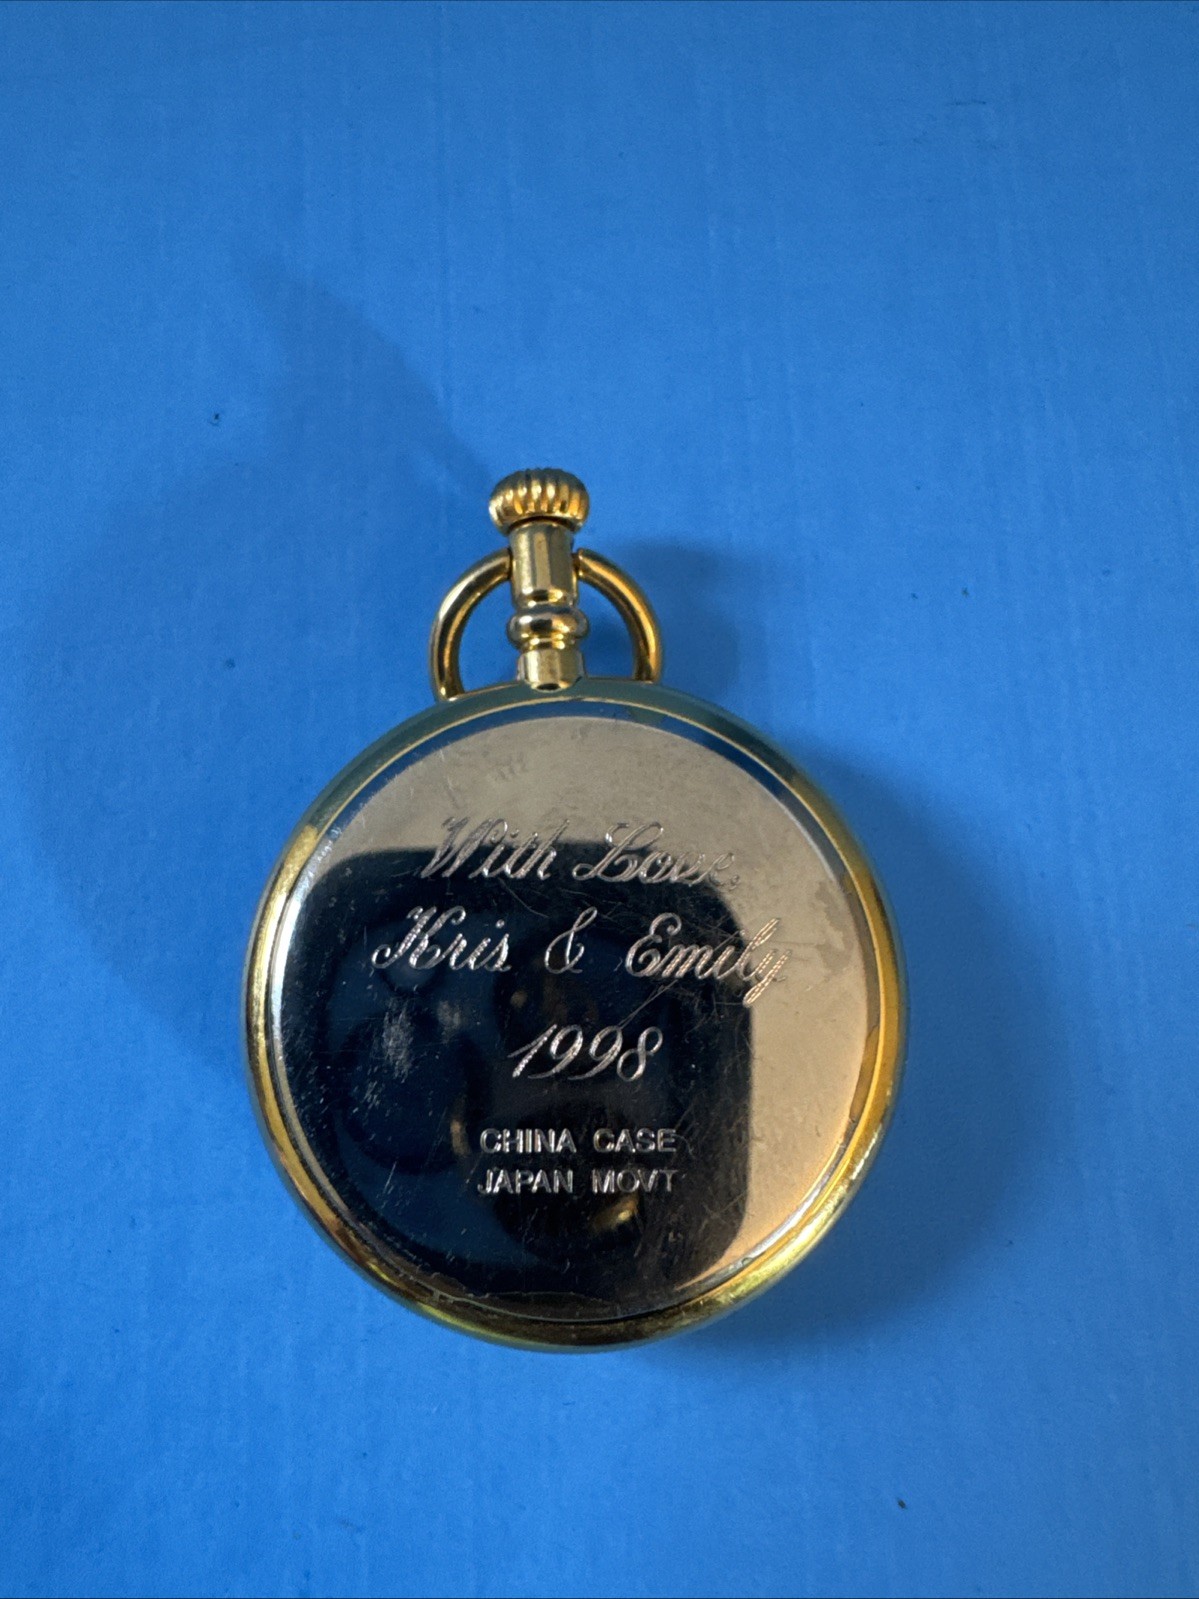 With Love,
Kris & Emily
1998
CHINA CASE
JAPAN MOVT